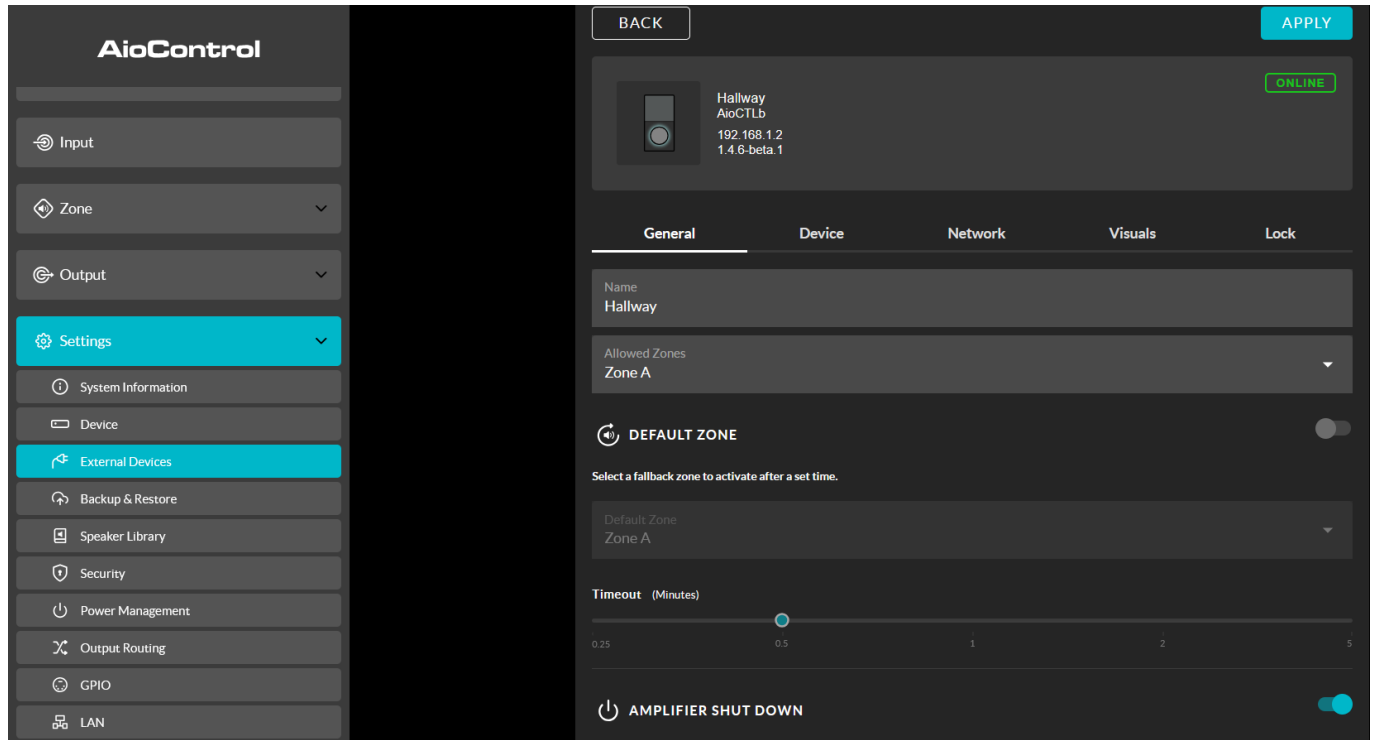 AioControl
Input
Zone
Output
Settings
System Information
Device
External Devices
Backup & Restore
Speaker Library
Security
Power Management
Output Routing
GPIO
LAN
BACK
APPLY
Hallway
AioCTLb
192.168.1.2
1.4.6-beta.1
ONLINE
General Device Network Visuals Lock
Name
Hallway
Allowed Zones
Zone A
DEFAULT ZONE
Select a fallback zone to activate after a set time.
Default Zone
Zone A
Timeout (Minutes)
0.25 0.5 1 2 5
AMPLIFIER SHUT DOWN